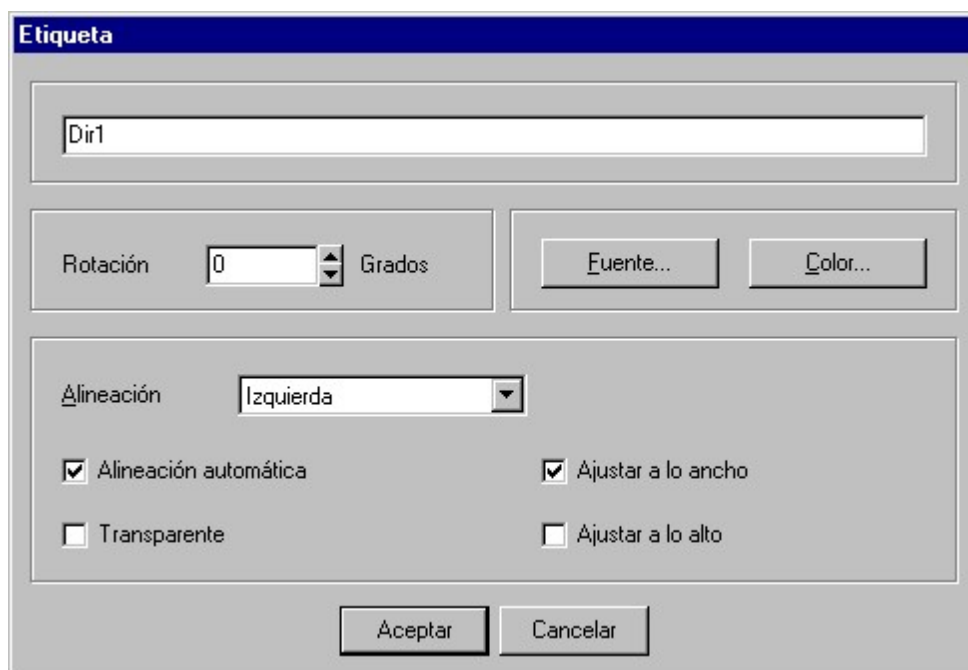 Etiqueta
Dir1
Rotación 0 Grados Fuente... Color...
Alineación Izquierda
Alineación automática Ajustar a lo ancho
Transparente Ajustar a lo alto
Aceptar Cancelar